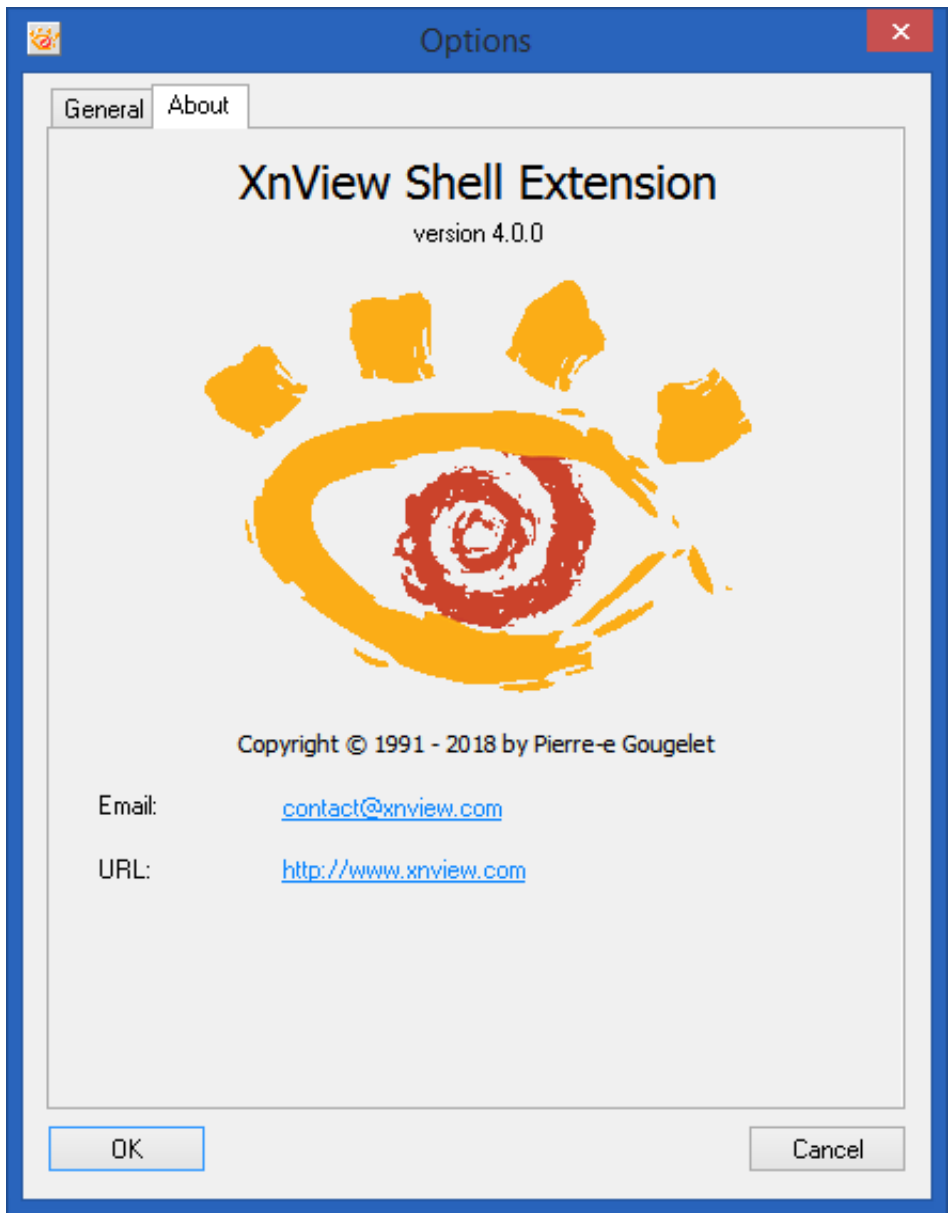 Options
General About
XnView Shell Extension
version 4.0.0
Copyright © 1991 - 2018 by Pierre-e Gougelet
Email: contact@xnview.com
URL: http://www.xnview.com
OK Cancel